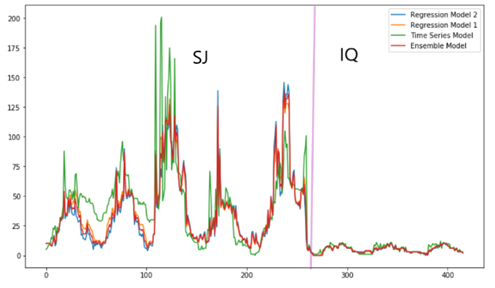 Regression Model 2
Regression Model 1
Time Series Model
Ensemble Model
SJ IQ
200
175
150
125
100
75
50
25
0
0 100 200 300 400